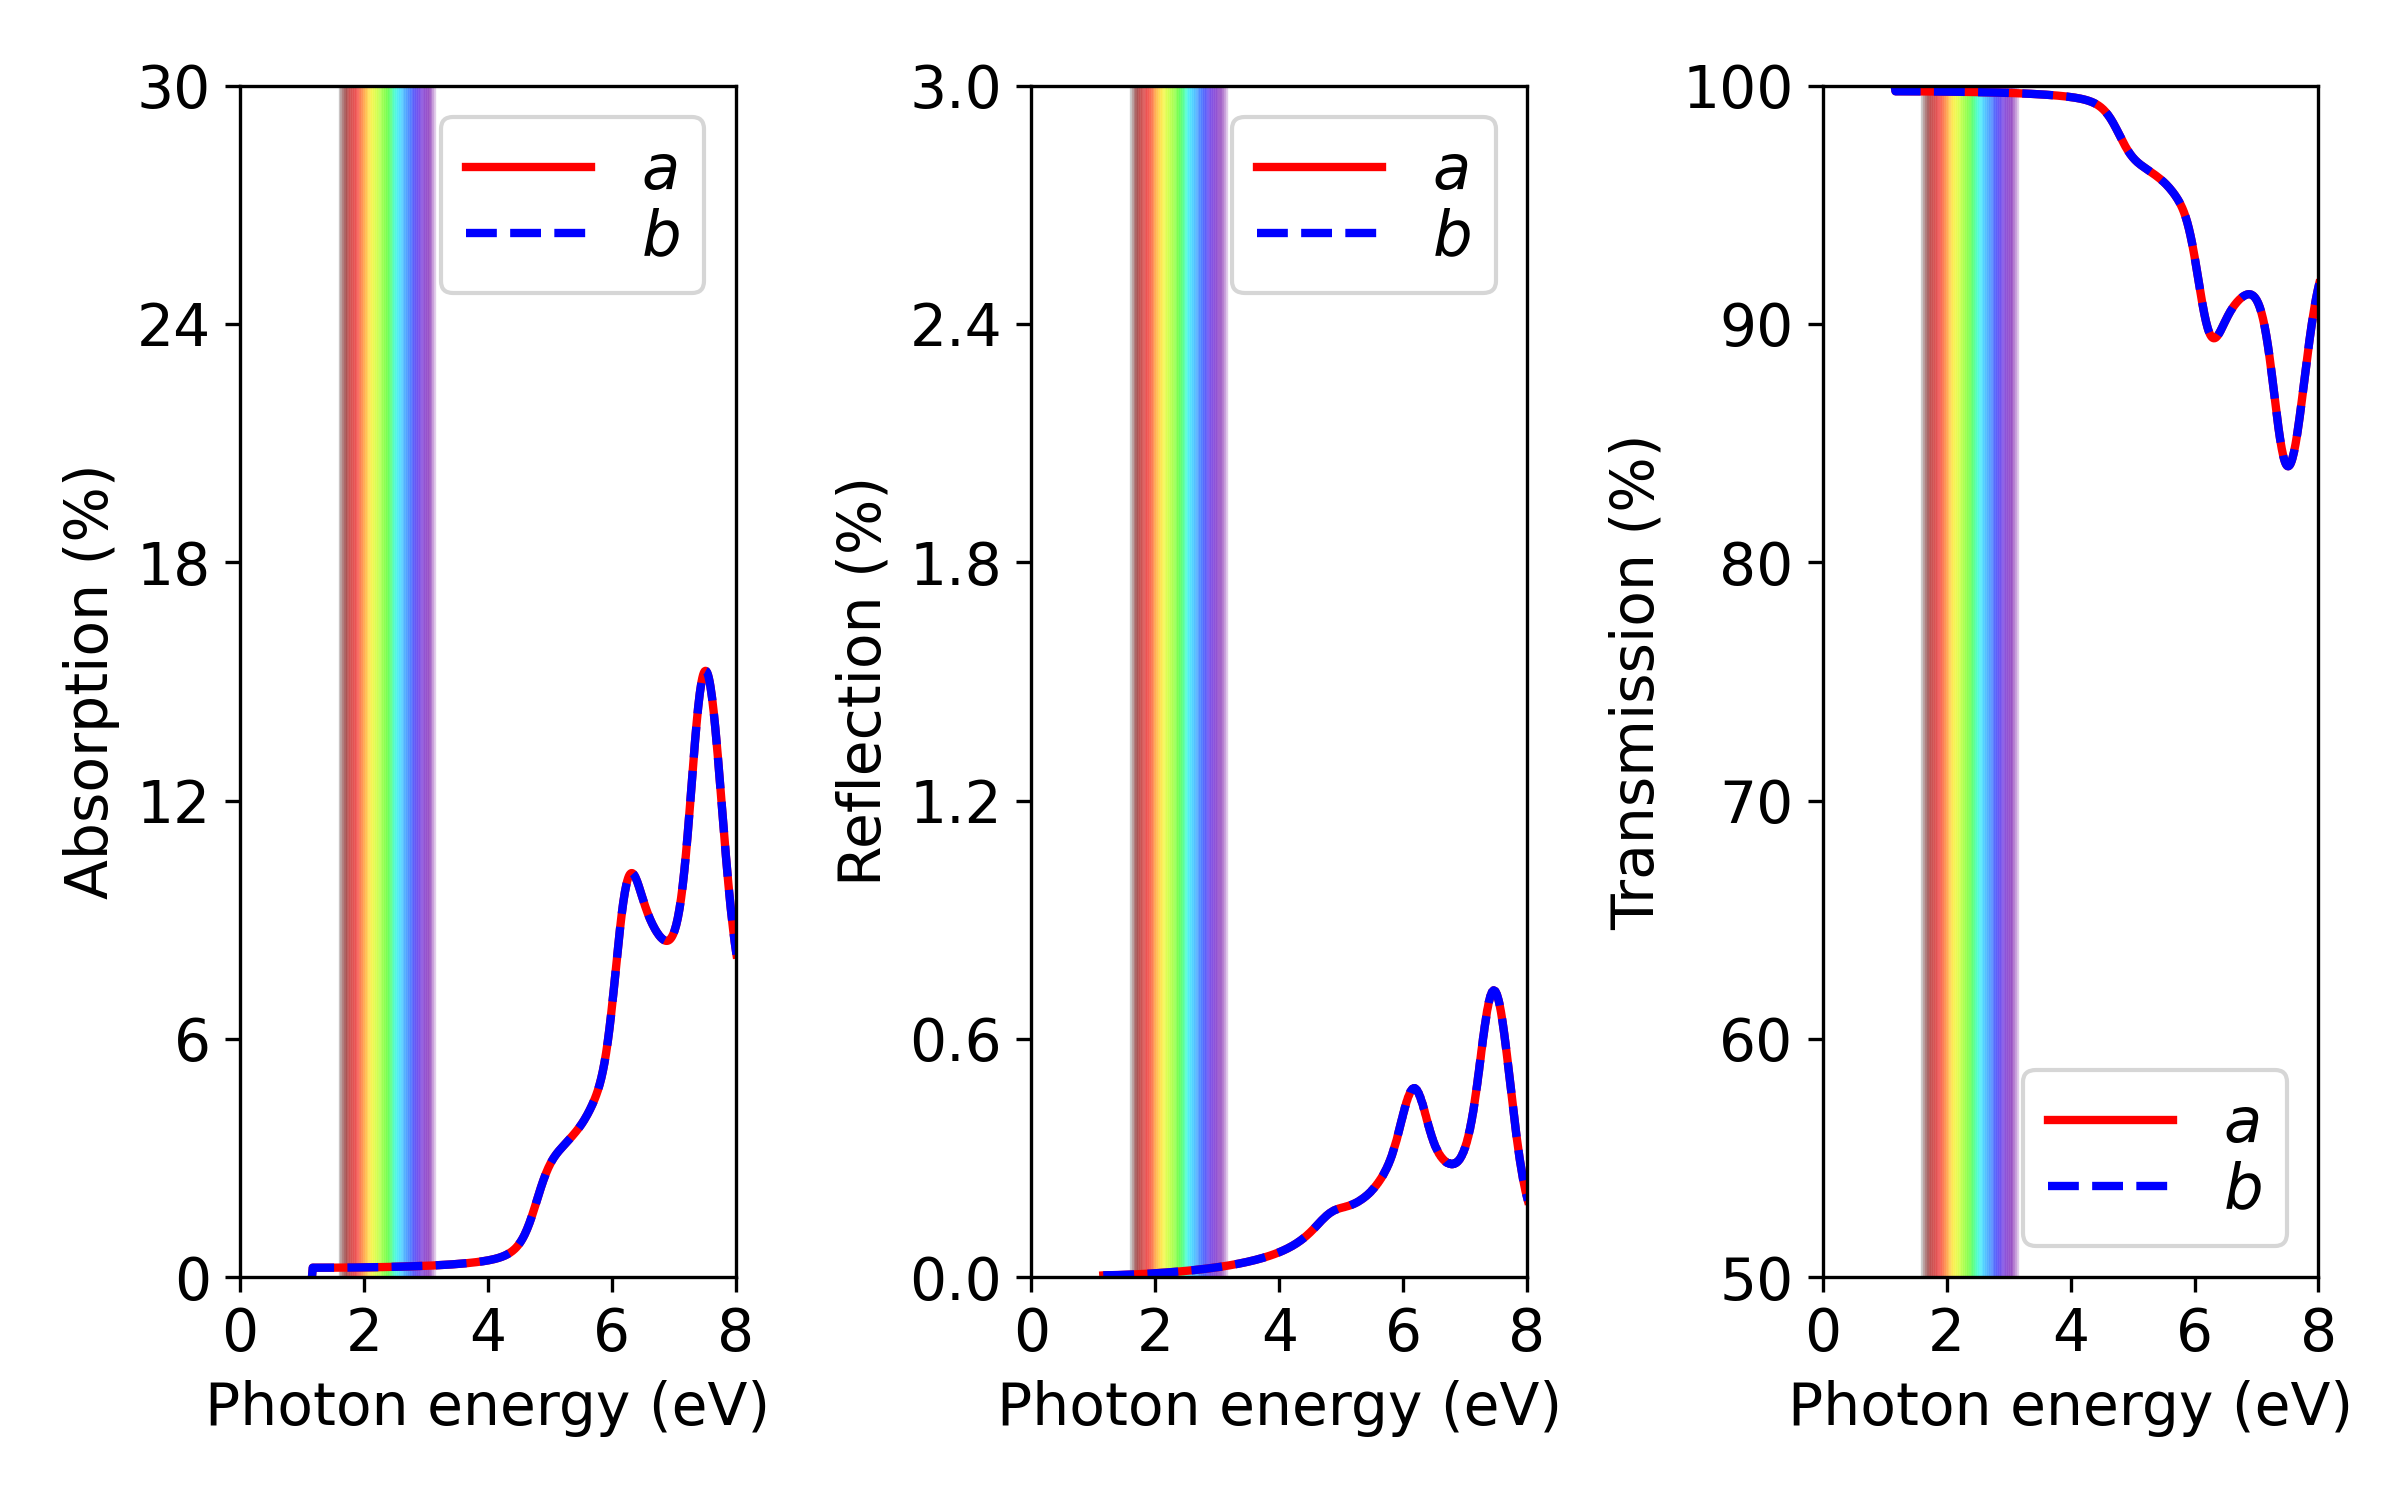 Absorption (%)
30
24
18
12
6
0
0 2 4 6 8
Photon energy (eV)
a
b
Reflection (%)
3.0
2.4
1.8
1.2
0.6
0.0
0 2 4 6 8
Photon energy (eV)
a
b
Transmission (%)
100
90
80
70
60
50
0 2 4 6 8
Photon energy (eV)
a
b